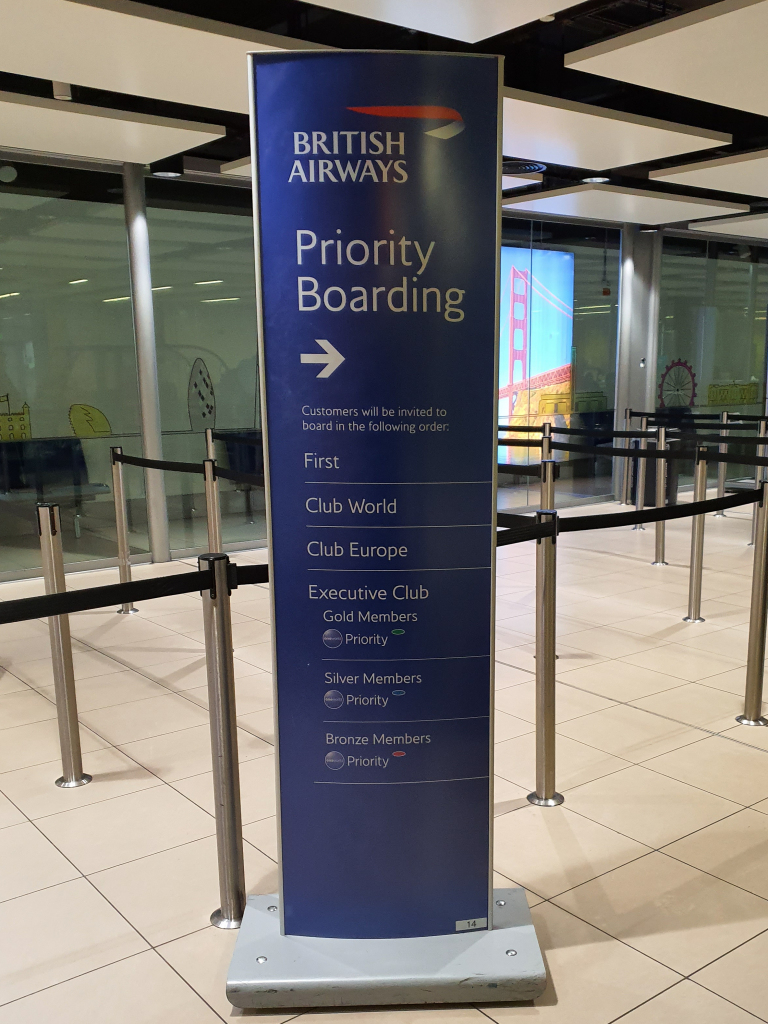 BRITISH
AIRWAYS
Priority
Boarding
Customers will be invited to
board in the following order:
First
Club World
Club Europe
Executive Club
Gold Members
Priority
Silver Members
Priority
Bronze Members
Priority
14